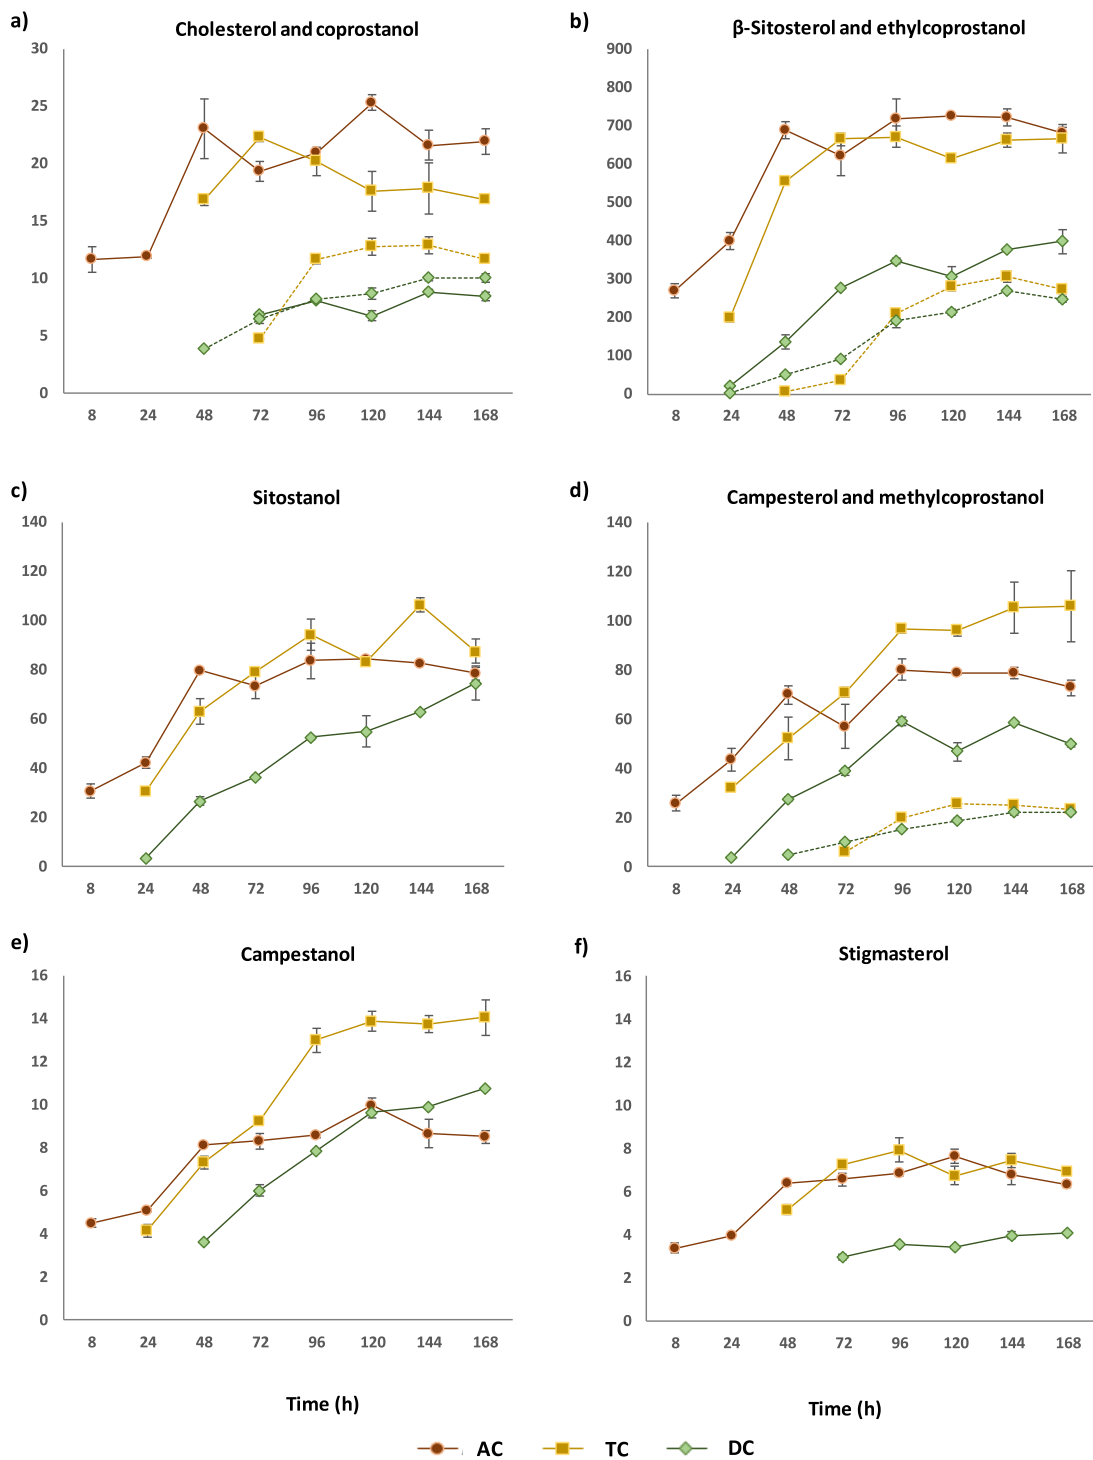 a)
Cholesterol and coprostanol
30
25
20
15
10
5
0
8 24 48 72 96 120 144 168
b)
β-Sitosterol and ethylcoprostanol
900
800
700
600
500
400
300
200
100
0
8 24 48 72 96 120 144 168
c)
Sitostanol
140
120
100
80
60
40
20
0
8 24 48 72 96 120 144 168
d)
Campesterol and methylcoprostanol
140
120
100
80
60
40
20
0
8 24 48 72 96 120 144 168
e)
Campestanol
16
14
12
10
8
6
4
2
0
8 24 48 72 96 120 144 168
Time (h)
f)
Stigmasterol
16
14
12
10
8
6
4
2
0
8 24 48 72 96 120 144 168
Time (h)
AC TC DC